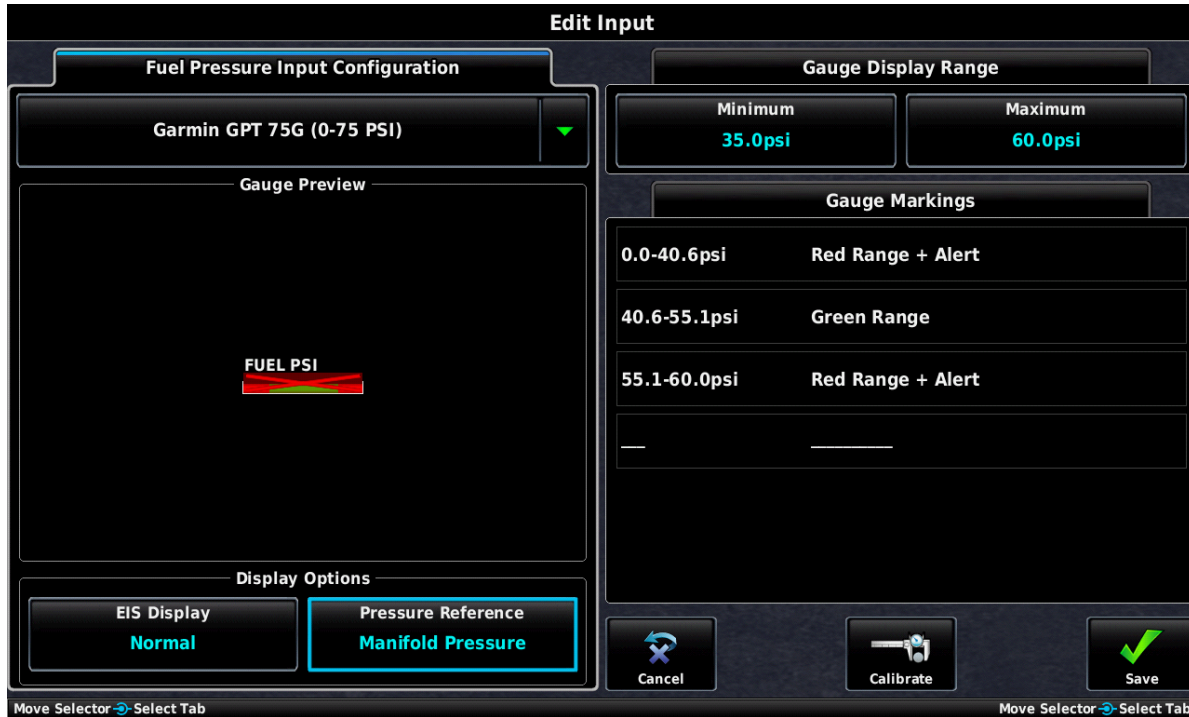 Edit Input
Fuel Pressure Input Configuration
Garmin GPT 75G (0-75 PSI)
Gauge Preview
FUEL PSI
Display Options
EIS Display
Normal
Pressure Reference
Manifold Pressure
Gauge Display Range
Minimum
35.0psi
Maximum
60.0psi
Gauge Markings
0.0-40.6psi Red Range + Alert
40.6-55.1psi Green Range
55.1-60.0psi Red Range + Alert
___ __________
Cancel
Calibrate
Save
Move Selector Select Tab
Move Selector Select Tab